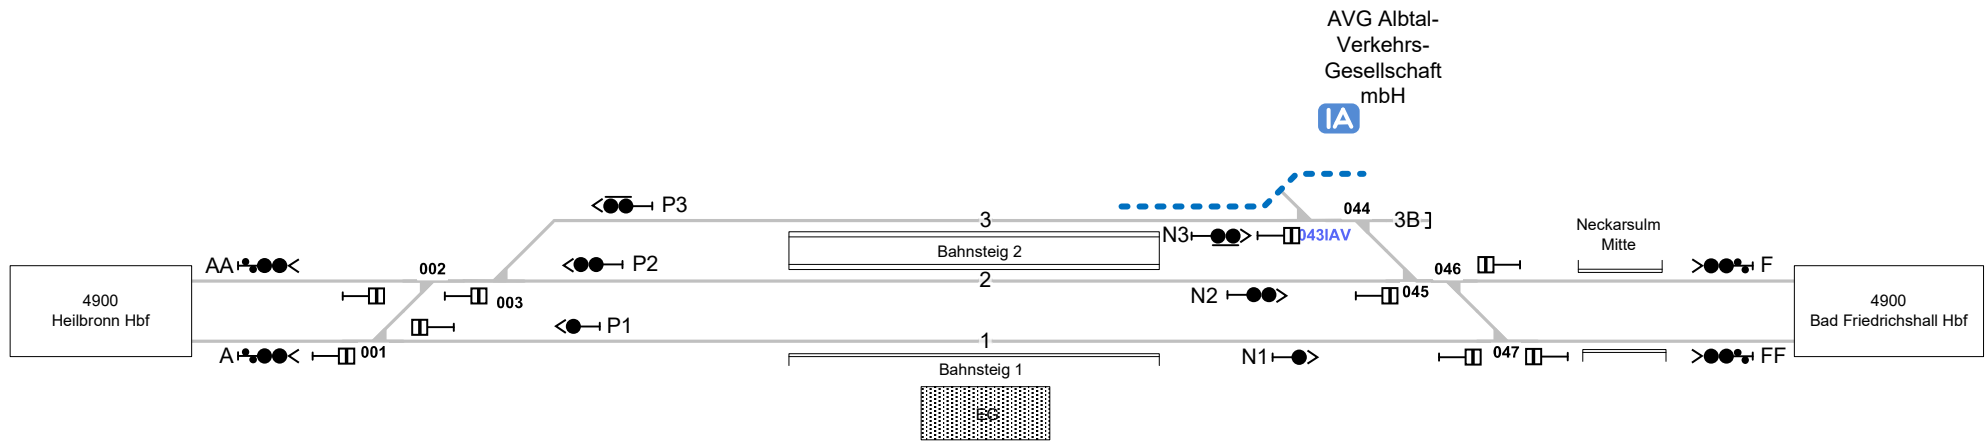 AVG Albtal-
Verkehrs-
Gesellschaft
mbH
IA
P3
3
044
3B
N3
043IAV
Neckarsulm
Mitte
Bahnsteig 2
AA
002
P2
2
046
F
4900
Heilbronn Hbf
003
N2
045
4900
Bad Friedrichshall Hbf
P1
1
A
001
Bahnsteig 1
N1
047
FF
EG